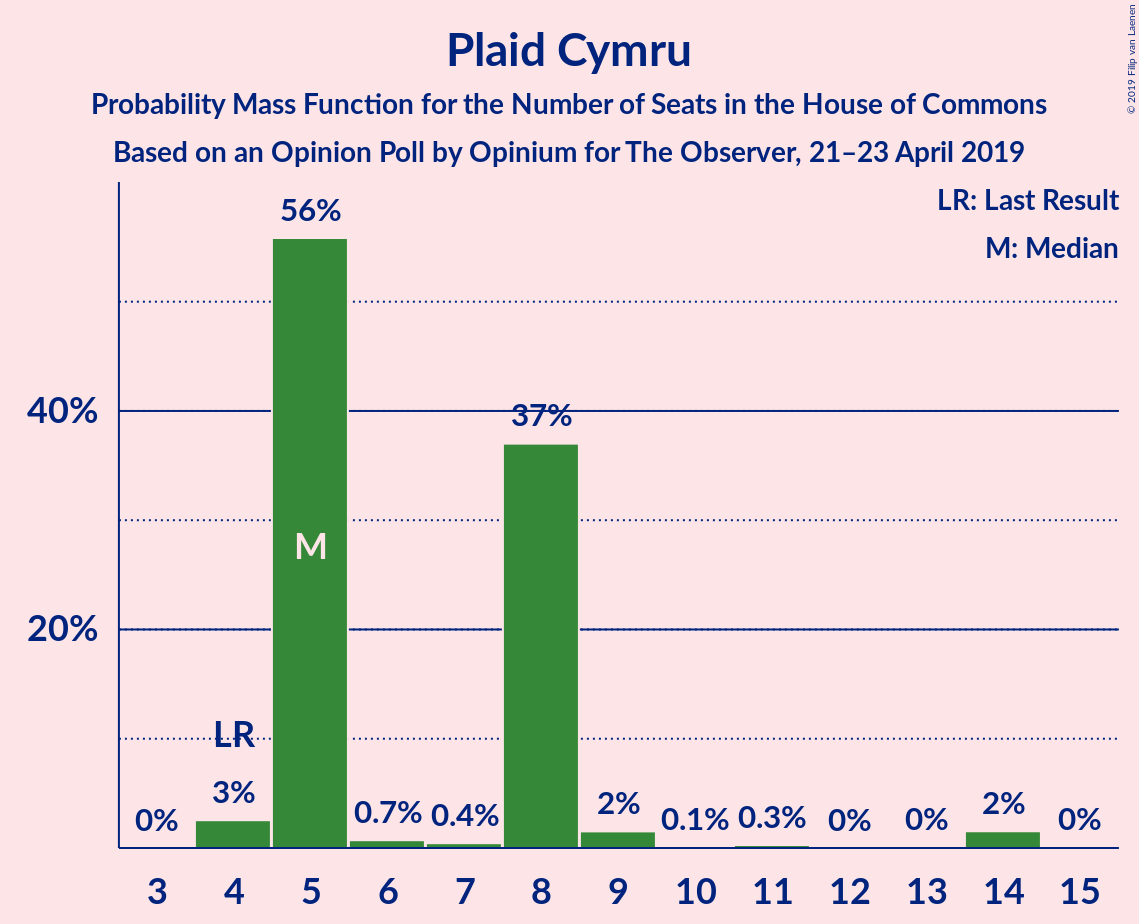 Plaid Cymru
Probability Mass Function for the Number of Seats in the House of Commons
Based on an Opinion Poll by Opinium for The Observer, 21–23 April 2019
© 2019 Filip van Laenen
LR: Last Result
M: Median
56%
40%
37%
M
20%
LR
0%
3%
0.7%
0.4%
2%
0.1%
0.3%
0%
0%
2%
0%
3 4 5 6 7 8 9 10 11 12 13 14 15